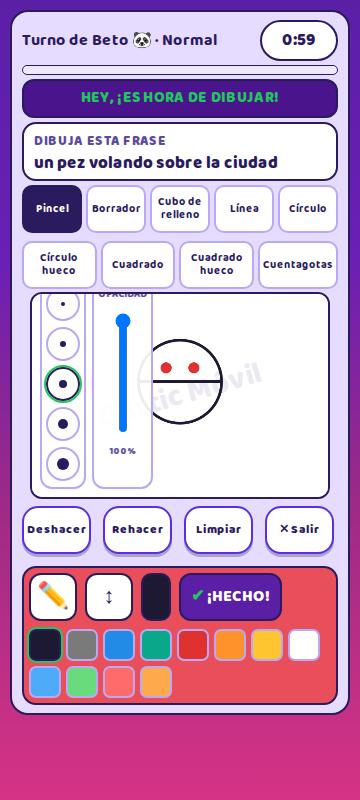 Turno de Beto 🐼 · Normal
0:59
HEY, ¡ES HORA DE DIBUJAR!
DIBUJA ESTA FRASE
un pez volando sobre la ciudad
Pincel
Borrador
Cubo de
relleno
Línea
Círculo
Círculo
hueco
Cuadrado
Cuadrado
hueco
Cuentagotas
OPACIDAD
tic Móvil
100%
Deshacer
Rehacer
Limpiar
✕ Salir
✔ ¡HECHO!